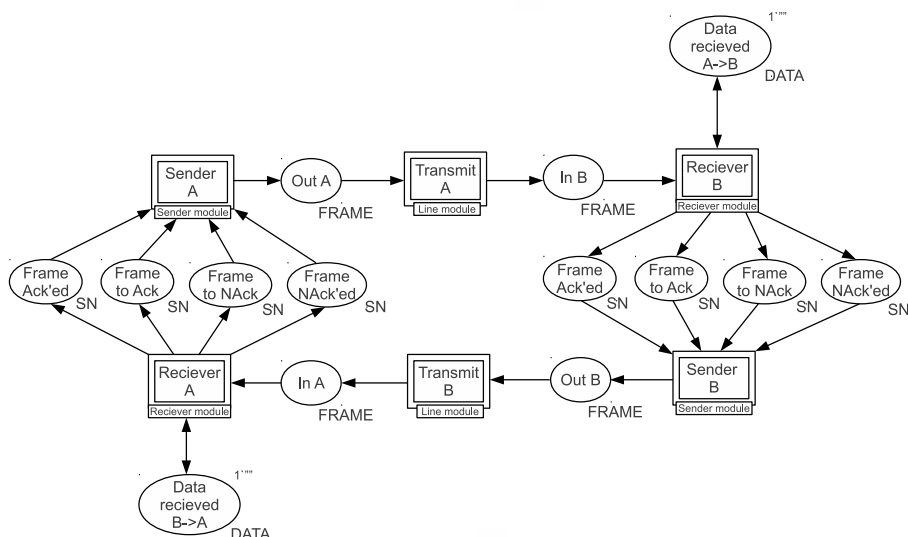 1`""
Data
recieved
A->B
DATA
Sender
A
Sender module
Out A
FRAME
Transmit
A
Line module
In B
FRAME
Reciever
B
Reciever module
Frame
Ack'ed
SN
Frame
to Ack
SN
Frame
to NAck
SN
Frame
NAck'ed
SN
Frame
Ack'ed
SN
Frame
to Ack
SN
Frame
to NAck
SN
Frame
NAck'ed
SN
Reciever
A
Reciever module
In A
FRAME
Transmit
B
Line module
Out B
FRAME
Sender
B
Sender module
1`""
Data
recieved
B->A
DATA